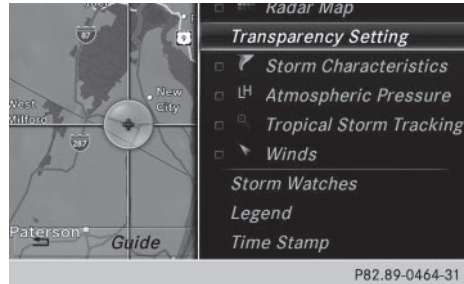 Radar Map
Transparency Setting
Storm Characteristics
LH Atmospheric Pressure
Tropical Storm Tracking
Winds
Storm Watches
Legend
Time Stamp
87
9
New
City
West
Milford
287
Paterson
Guide
P82.89-0464-31